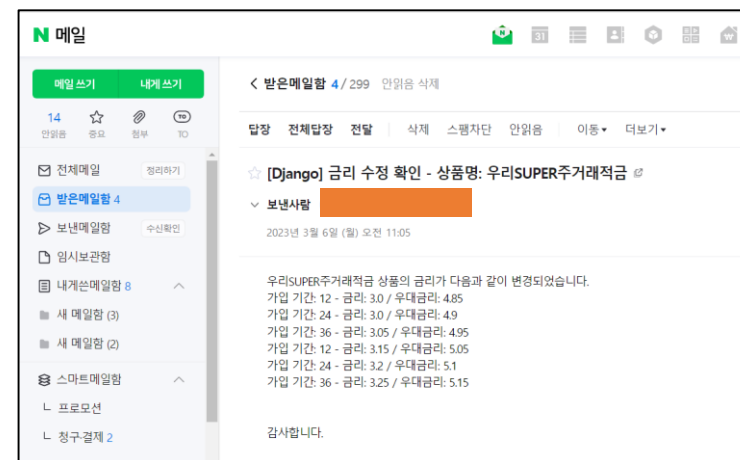 N 메일
31
메일 쓰기 내게 쓰기
14
안읽음 중요 첨부 TO
전체메일 정리하기
받은메일함 4
보낸메일함 수신확인
임시보관함
내게쓴메일함 8
새 메일함 (3)
새 메일함 (2)
스마트메일함
프로모션
청구·결제 2
받은메일함 4 / 299 안읽음 삭제
답장 전체답장 전달 삭제 스팸차단 안읽음 이동 더보기
[Django] 금리 수정 확인 - 상품명: 우리SUPER주거래적금
보낸사람
2023년 3월 6일 (월) 오전 11:05
우리SUPER주거래적금 상품의 금리가 다음과 같이 변경되었습니다.
가입 기간: 12 - 금리: 3.0 / 우대금리: 4.85
가입 기간: 24 - 금리: 3.0 / 우대금리: 4.9
가입 기간: 36 - 금리: 3.05 / 우대금리: 4.95
가입 기간: 12 - 금리: 3.15 / 우대금리: 5.05
가입 기간: 24 - 금리: 3.2 / 우대금리: 5.1
가입 기간: 36 - 금리: 3.25 / 우대금리: 5.15
감사합니다.